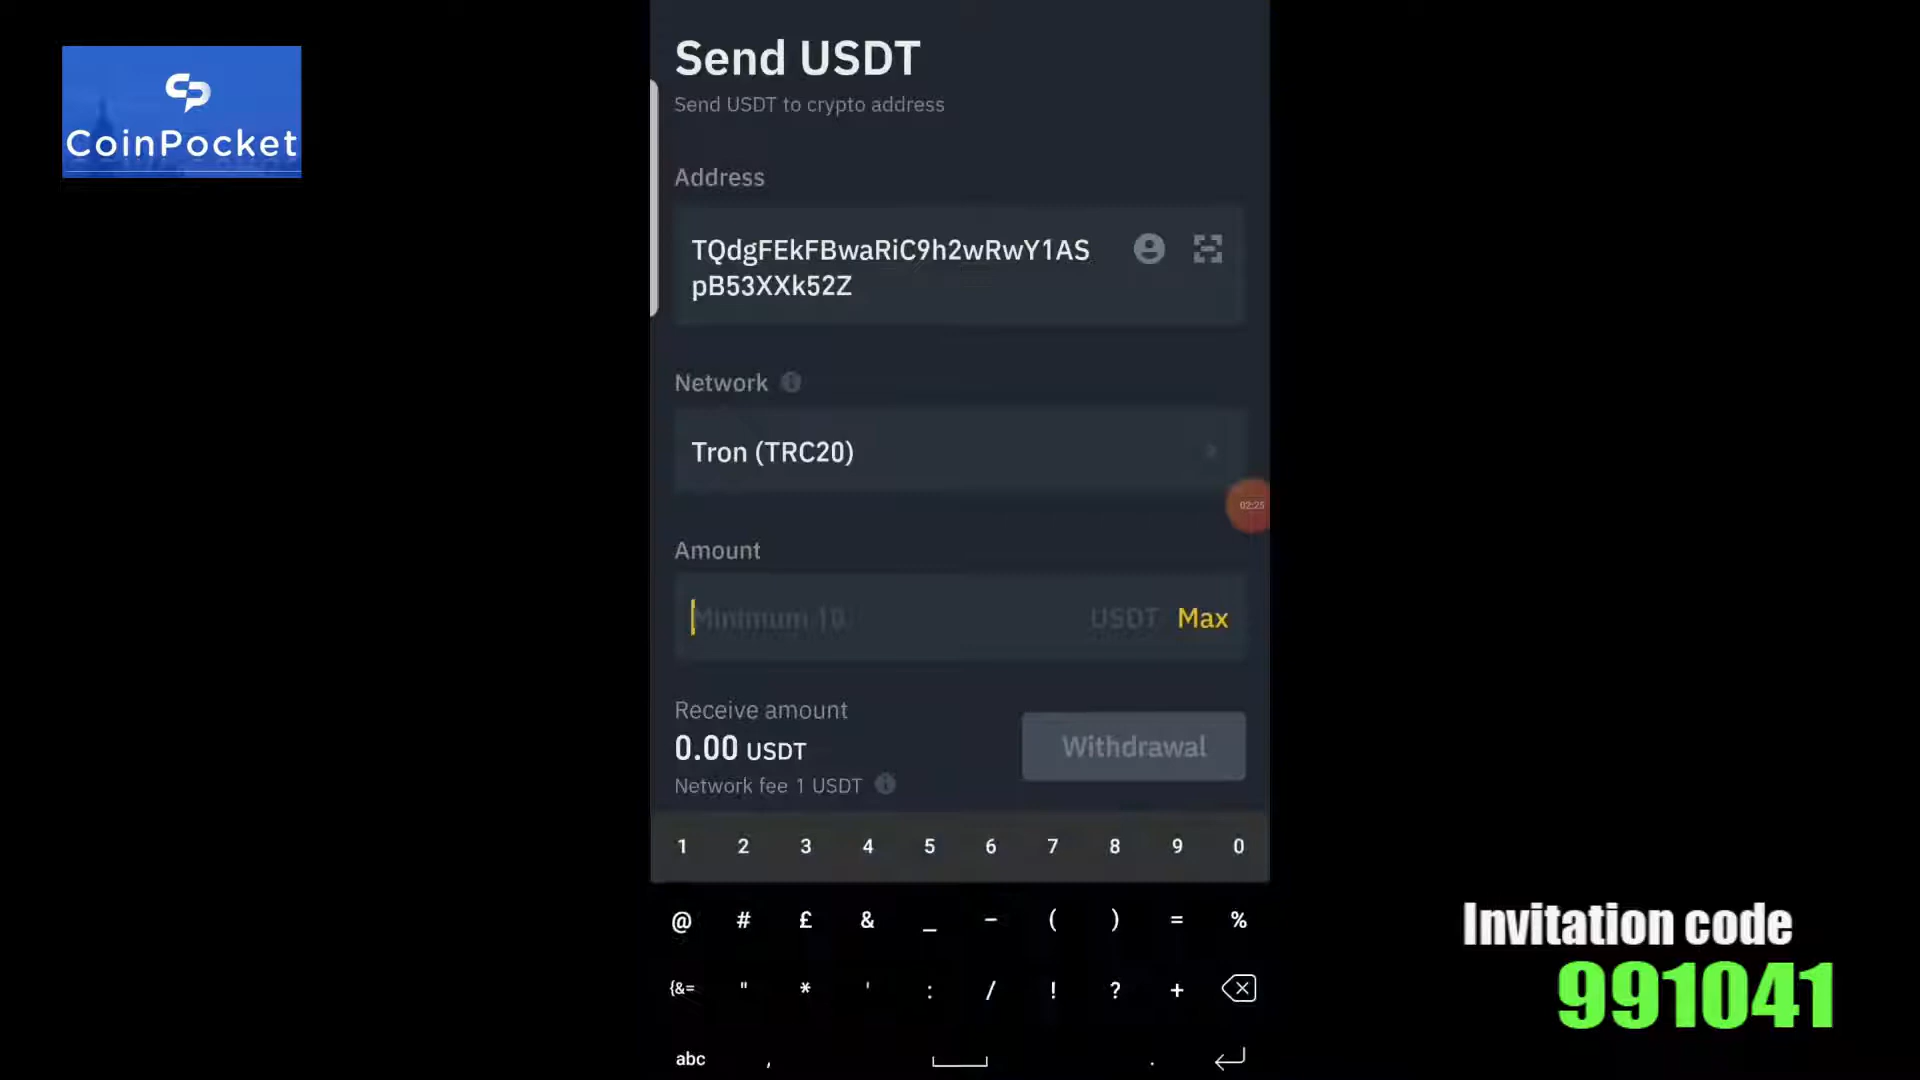 CoinPocket
Send USDT
Send USDT to crypto address
Address
TQdgFEkFBwaRiC9h2wRwY1AS
pB53XXk52Z
Network
Tron (TRC20)
02:25
Amount
Minimum 10 USDT Max
Receive amount
0.00 USDT
Withdrawal
Network fee 1 USDT
1 2 3 4 5 6 7 8 9 0
@ # £ & _ - ( ) = %
{&= " * ' : / ! ? +
abc , .
Invitation code
991041